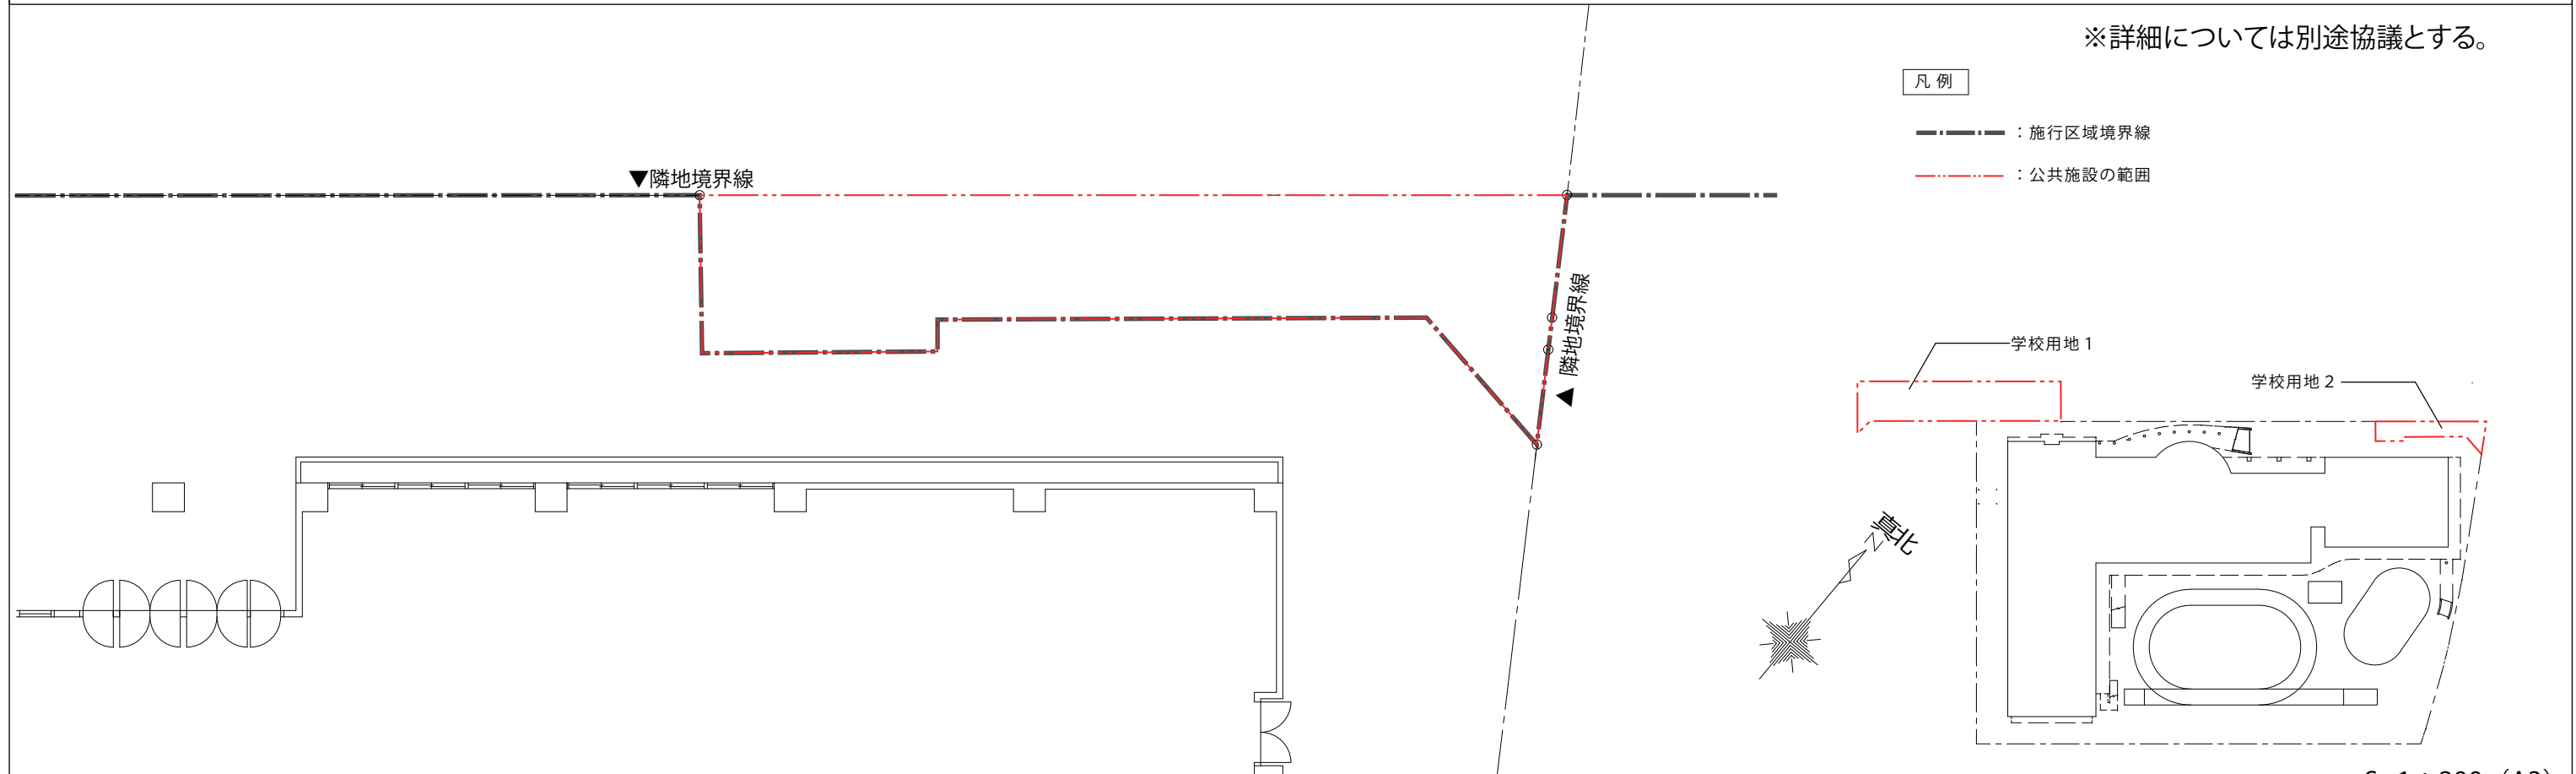 ※詳細については別途協議とする。
凡 例
：施行区域境界線
：公共施設の範囲
▼隣地境界線
隣地境界線
学校用地 1
学校用地 2
真北
N